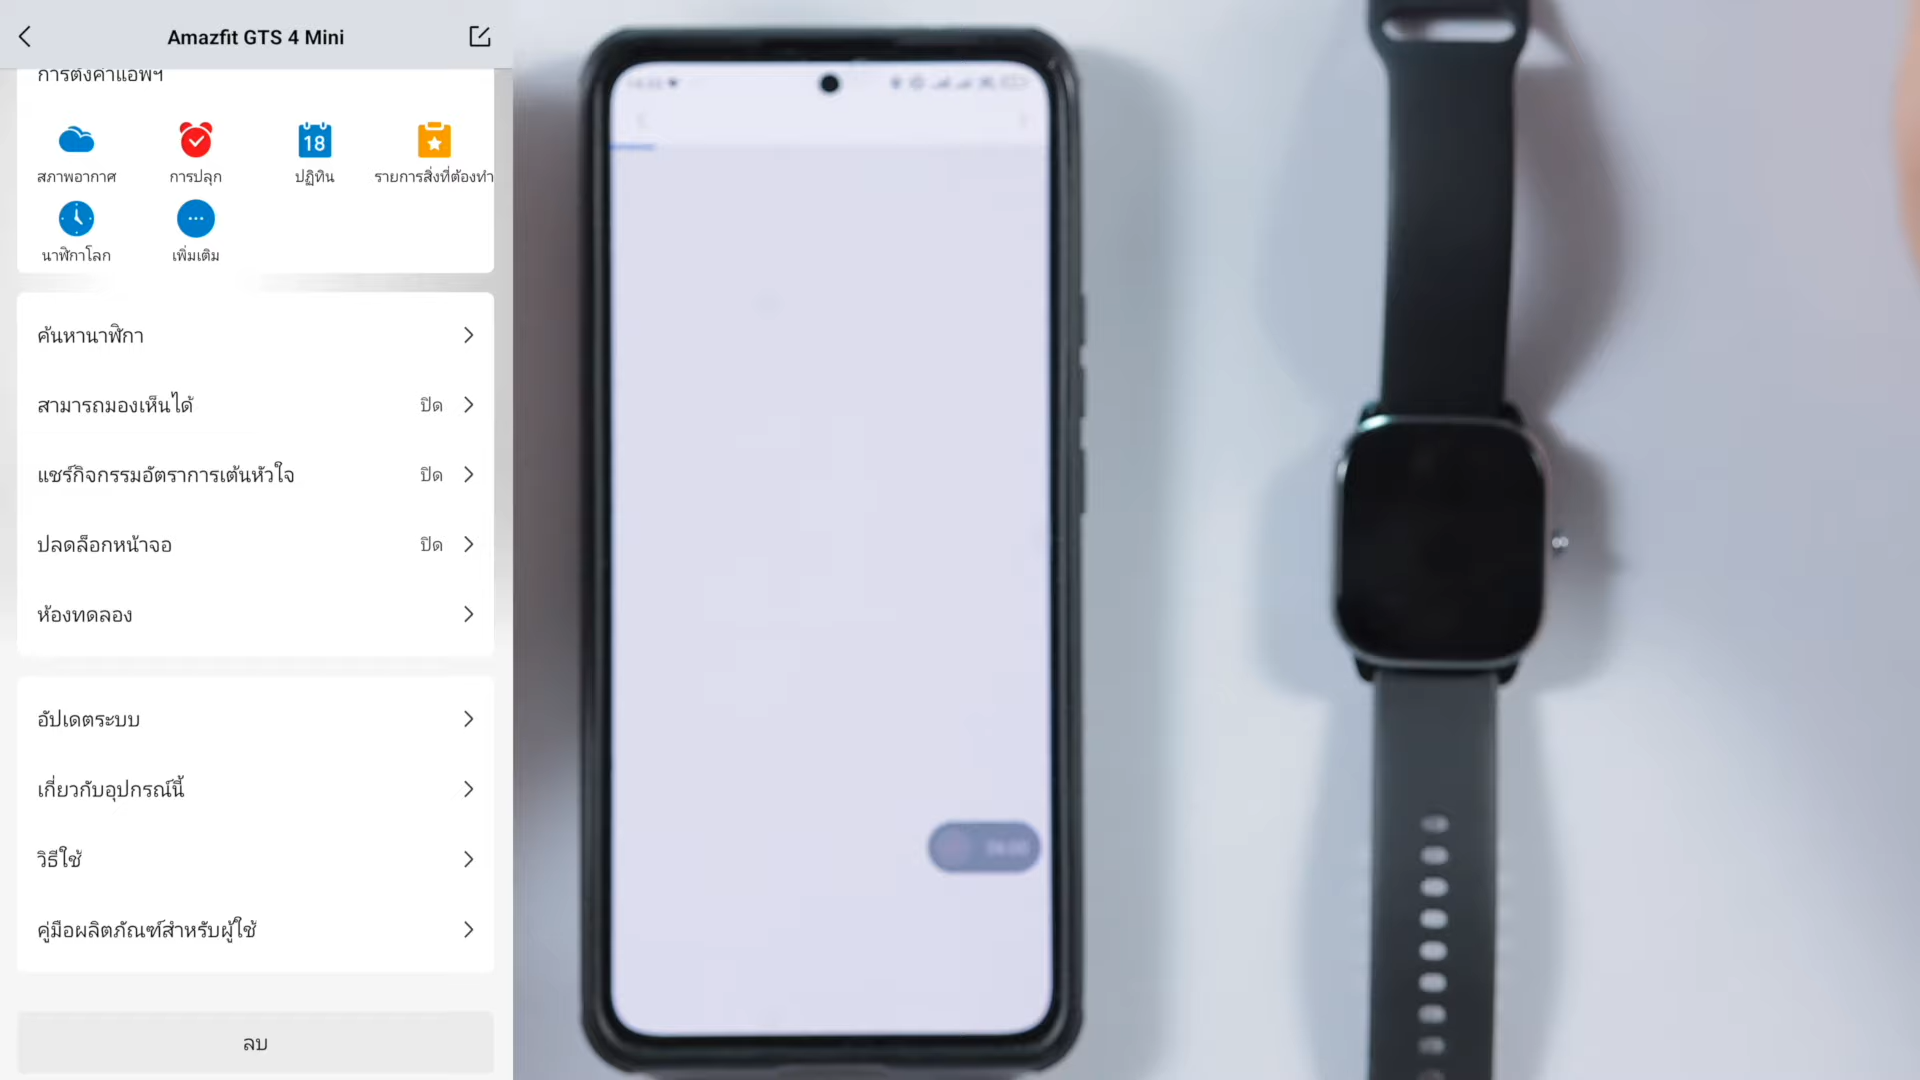 Amazfit GTS 4 Mini
การตั้งค่าแอพฯ
18
สภาพอากาศ
การปลุก
ปฏิทิน
รายการสิ่งที่ต้องทำ
นาฬิกาโลก
เพิ่มเติม
ค้นหานาฬิกา
สามารถมองเห็นได้ ปิด
แชร์กิจกรรมอัตราการเต้นหัวใจ ปิด
ปลดล็อกหน้าจอ ปิด
ห้องทดลอง
อัปเดตระบบ
เกี่ยวกับอุปกรณ์นี้
วิธีใช้
คู่มือผลิตภัณฑ์สำหรับผู้ใช้
ลบ